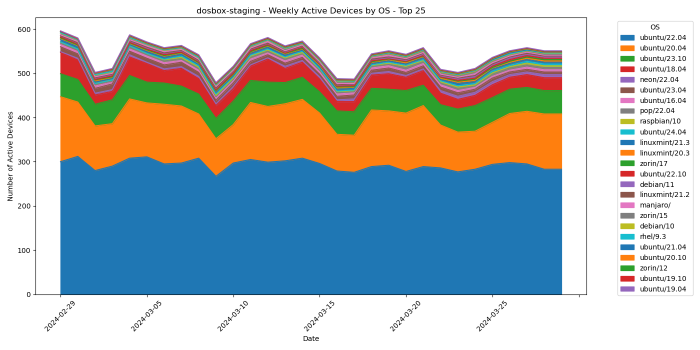 dosbox-staging - Weekly Active Devices by OS - Top 25
Number of Active Devices
600
500
400
300
200
100
0
2024-02-29
2024-03-05
2024-03-10
2024-03-15
2024-03-20
2024-03-25
Date
OS
ubuntu/22.04
ubuntu/20.04
ubuntu/23.10
ubuntu/18.04
neon/22.04
ubuntu/23.04
ubuntu/16.04
pop/22.04
raspbian/10
ubuntu/24.04
linuxmint/21.3
linuxmint/20.3
zorin/17
ubuntu/22.10
debian/11
linuxmint/21.2
manjaro/
zorin/15
debian/10
rhel/9.3
ubuntu/21.04
ubuntu/20.10
zorin/12
ubuntu/19.10
ubuntu/19.04